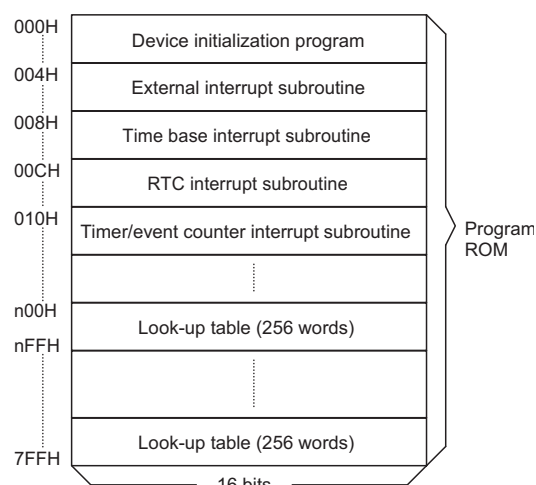 000H
Device initialization program
004H
External interrupt subroutine
008H
Time base interrupt subroutine
00CH
RTC interrupt subroutine
010H
Timer/event counter interrupt subroutine
Program
ROM
n00H
Look-up table (256 words)
nFFH
Look-up table (256 words)
7FFH
16 bits